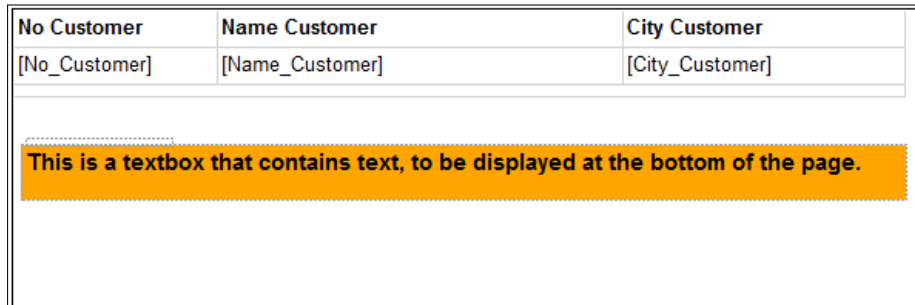 No Customer Name Customer City Customer
[No_Customer] [Name_Customer] [City_Customer]
This is a textbox that contains text, to be displayed at the bottom of the page.